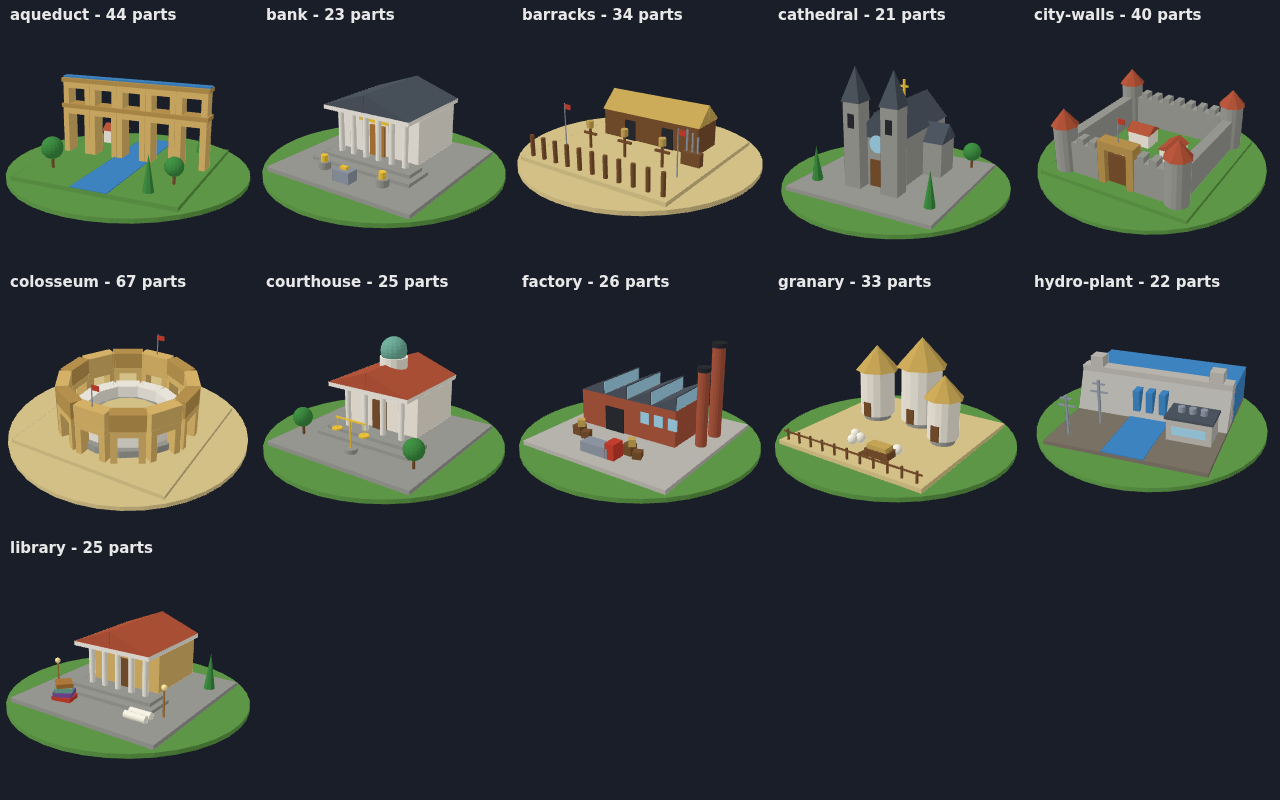 aqueduct - 44 parts
bank - 23 parts
barracks - 34 parts
cathedral - 21 parts
city-walls - 40 parts
colosseum - 67 parts
courthouse - 25 parts
factory - 26 parts
granary - 33 parts
hydro-plant - 22 parts
library - 25 parts